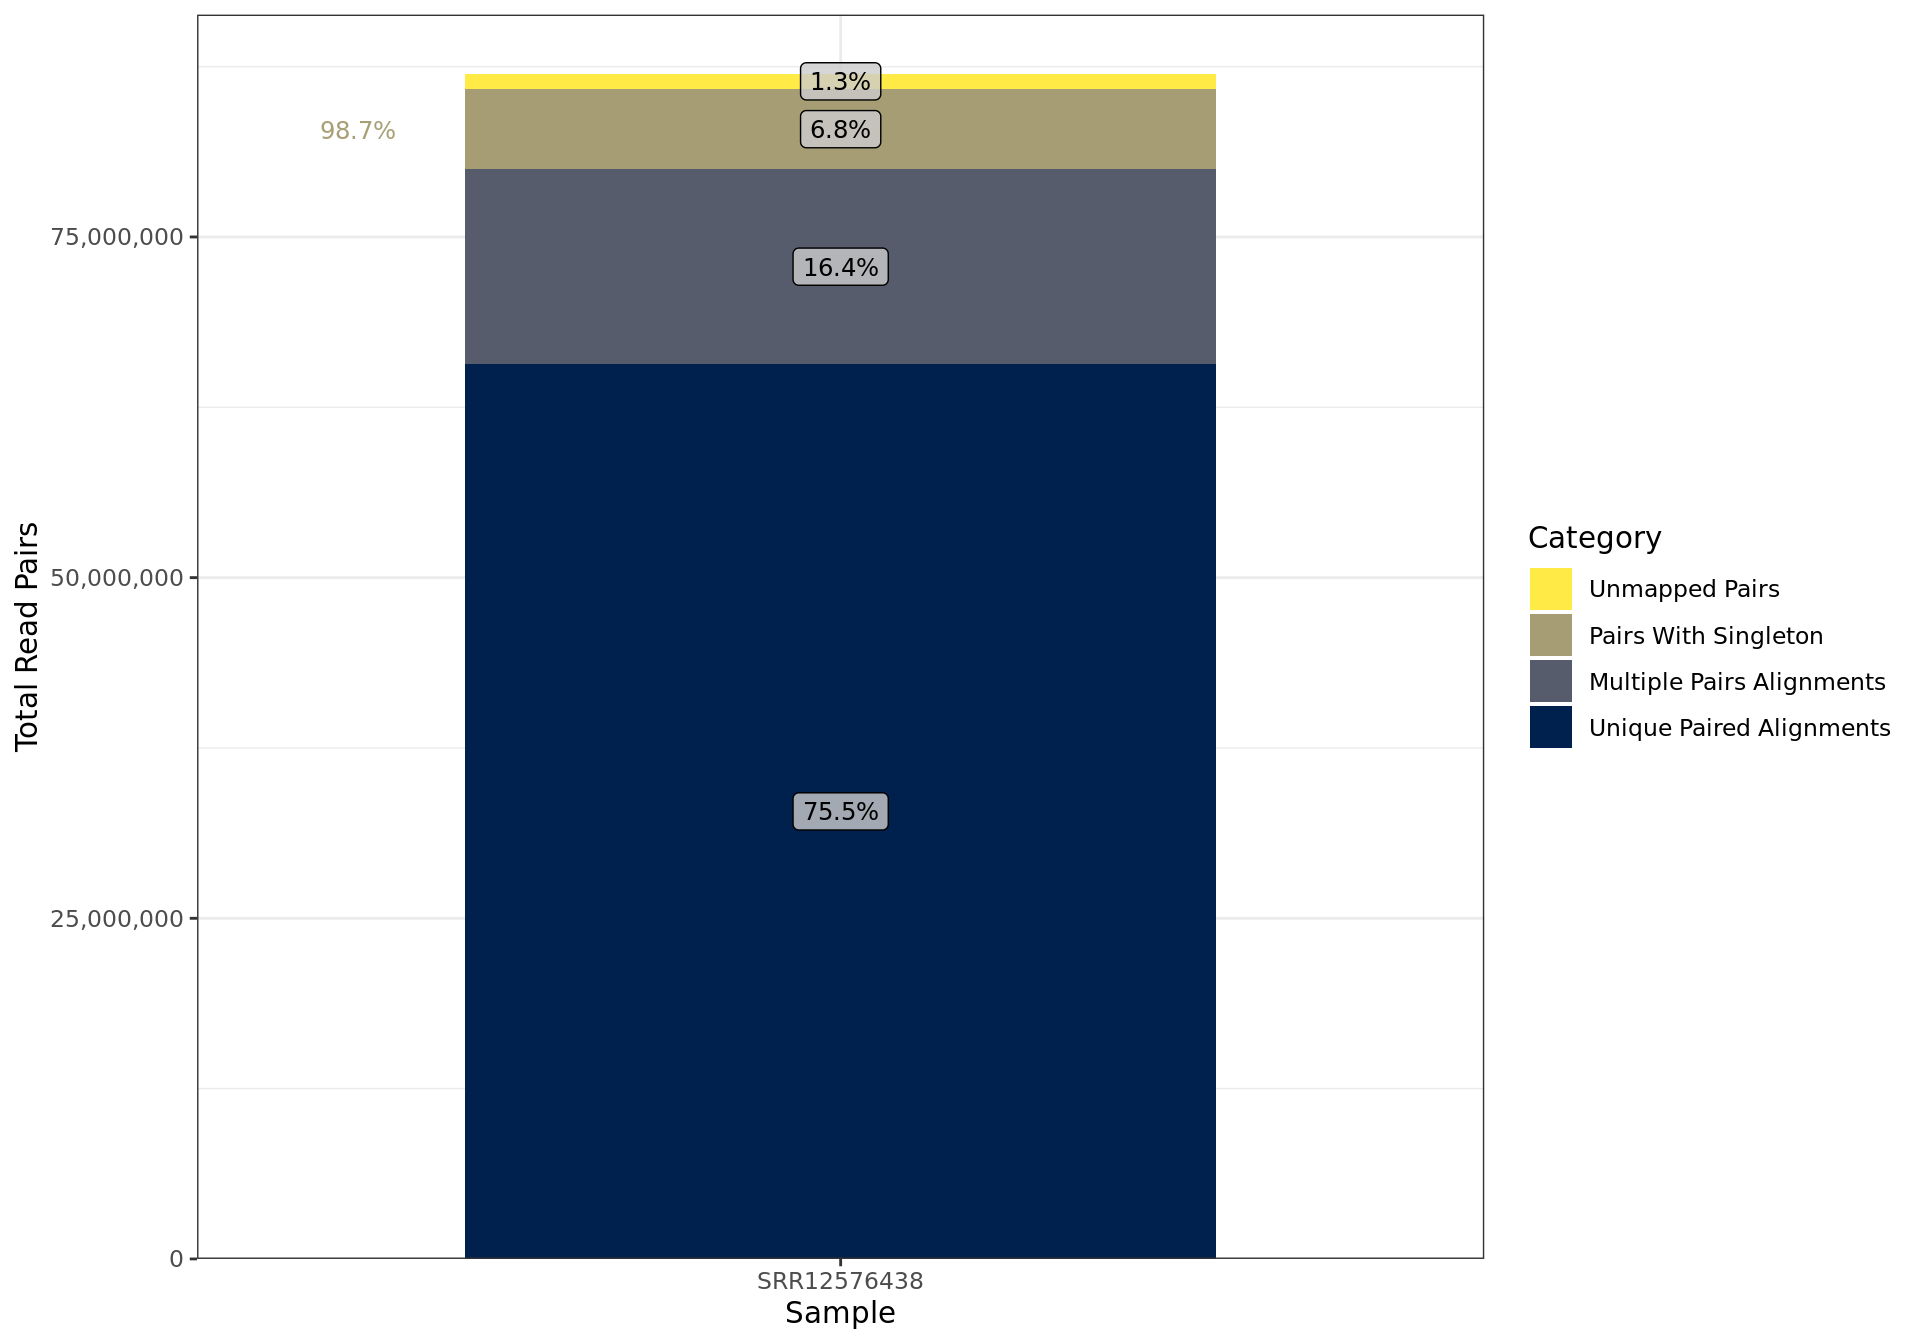 1.3%
98.7%
6.8%
75,000,000
16.4%
Total Read Pairs
50,000,000
75.5%
25,000,000
0
SRR12576438
Sample
Category
Unmapped Pairs
Pairs With Singleton
Multiple Pairs Alignments
Unique Paired Alignments